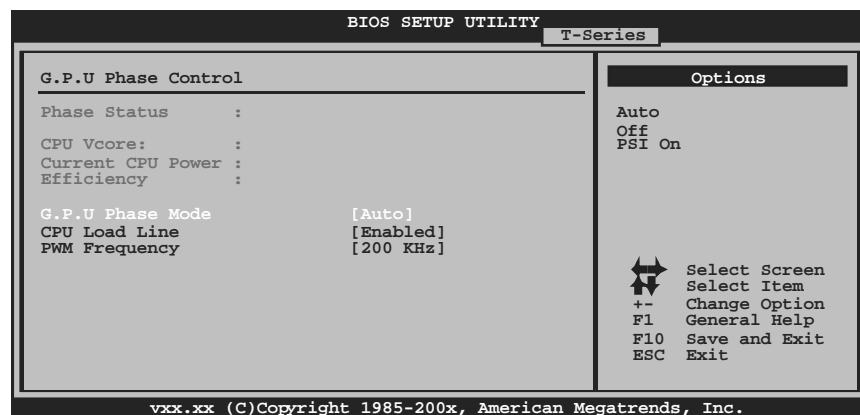 BIOS SETUP UTILITY
T-Series
G.P.U Phase Control
Phase Status :
CPU Vcore: :
Current CPU Power :
Efficiency :
G.P.U Phase Mode [Auto]
CPU Load Line [Enabled]
PWM Frequency [200 KHz]
Options
Auto
Off
PSI On
Select Screen
Select Item
+- Change Option
F1 General Help
F10 Save and Exit
ESC Exit
vxx.xx (C)Copyright 1985-200x, American Megatrends, Inc.